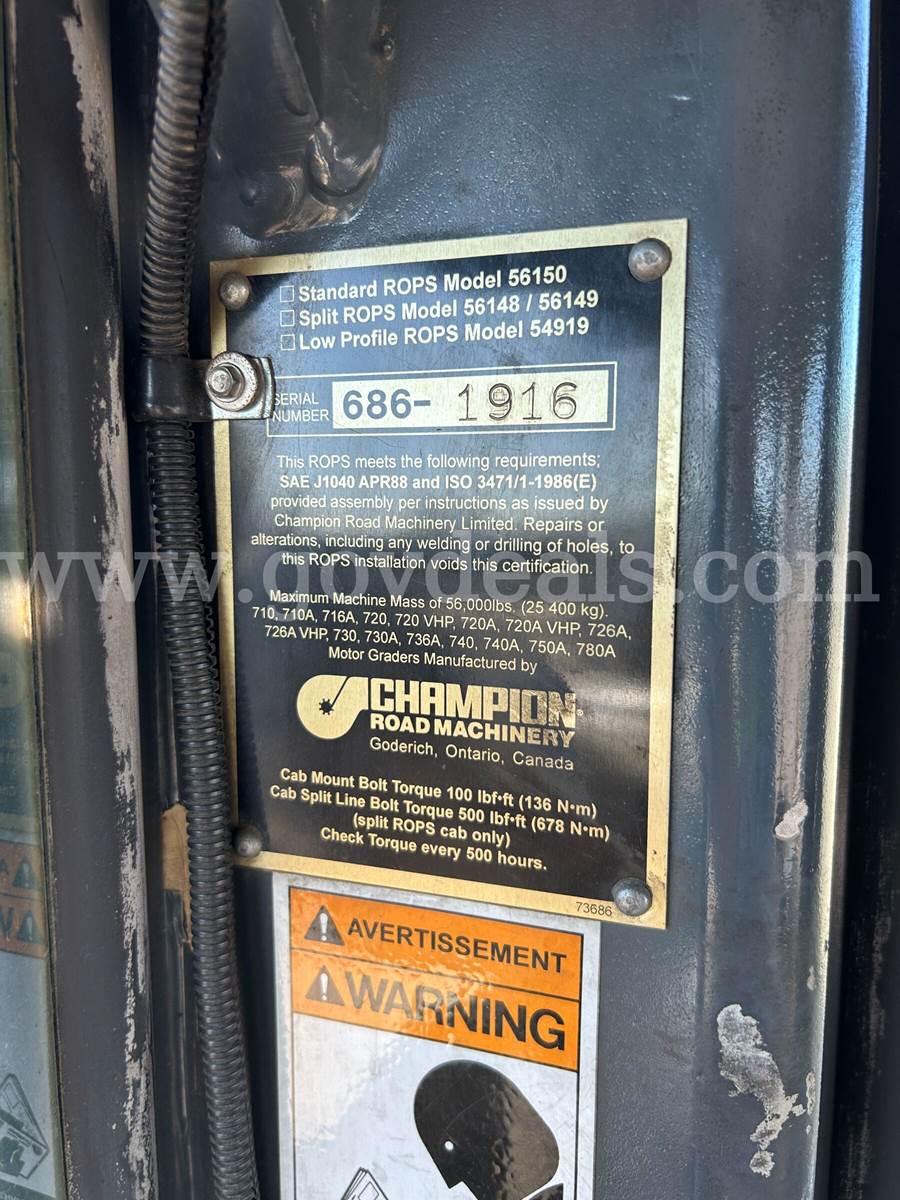 ☐ Standard ROPS Model 56150
☐ Split ROPS Model 56148 / 56149
☐ Low Profile ROPS Model 54919
SERIAL NUMBER 686- 1916
This ROPS meets the following requirements;
SAE J1040 APR88 and ISO 3471/1-1986(E)
provided assembly per instructions as issued by
Champion Road Machinery Limited. Repairs or
alterations, including any welding or drilling of holes, to
this ROPS installation voids this certification.
www.govdeals.com
Maximum Machine Mass of 56,000lbs. (25 400 kg).
710, 710A, 716A, 720, 720 VHP, 720A, 720A VHP, 726A,
726A VHP, 730, 730A, 736A, 740, 740A, 750A, 780A
Motor Graders Manufactured by
CHAMPION®
ROAD MACHINERY
Goderich, Ontario, Canada
Cab Mount Bolt Torque 100 lbf•ft (136 N•m)
Cab Split Line Bolt Torque 500 lbf•ft (678 N•m)
(split ROPS cab only)
Check Torque every 500 hours.
73686
AVERTISSEMENT
WARNING